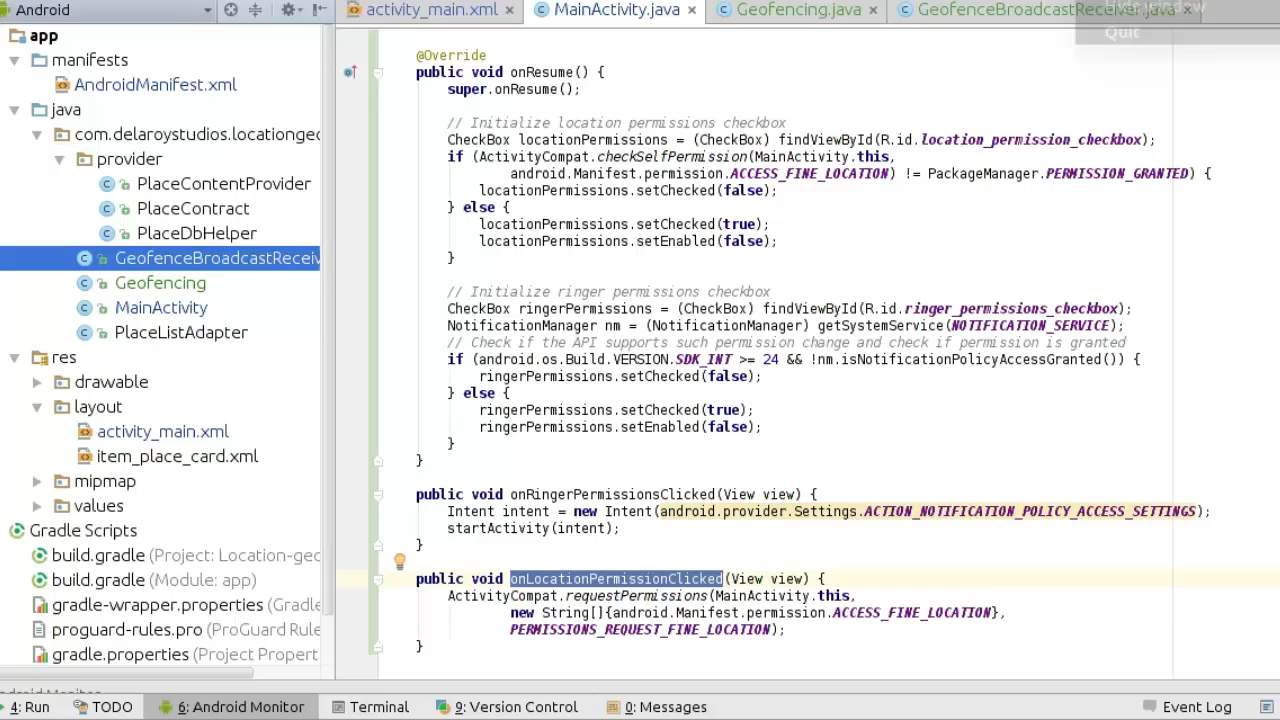 Android
app
manifests
AndroidManifest.xml
java
com.delaroystudios.locationgeo
provider
PlaceContentProvider
PlaceContract
PlaceDbHelper
GeofenceBroadcastReceiv
Geofencing
MainActivity
PlaceListAdapter
res
drawable
layout
activity_main.xml
item_place_card.xml
mipmap
values
Gradle Scripts
build.gradle (Project: Location-geo
build.gradle (Module: app)
gradle-wrapper.properties (Gradle
proguard-rules.pro (ProGuard Rule
gradle.properties (Project Propert
activity_main.xml
MainActivity.java
Geofencing.java
GeofenceBroadcastReceiver.java
Quit
@Override
public void onResume() {
super.onResume();
// Initialize location permissions checkbox
CheckBox locationPermissions = (CheckBox) findViewById(R.id.location_permission_checkbox);
if (ActivityCompat.checkSelfPermission(MainActivity.this,
android.Manifest.permission.ACCESS_FINE_LOCATION) != PackageManager.PERMISSION_GRANTED) {
locationPermissions.setChecked(false);
} else {
locationPermissions.setChecked(true);
locationPermissions.setEnabled(false);
}
// Initialize ringer permissions checkbox
CheckBox ringerPermissions = (CheckBox) findViewById(R.id.ringer_permissions_checkbox);
NotificationManager nm = (NotificationManager) getSystemService(NOTIFICATION_SERVICE);
// Check if the API supports such permission change and check if permission is granted
if (android.os.Build.VERSION.SDK_INT >= 24 && !nm.isNotificationPolicyAccessGranted()) {
ringerPermissions.setChecked(false);
} else {
ringerPermissions.setChecked(true);
ringerPermissions.setEnabled(false);
}
}
public void onRingerPermissionsClicked(View view) {
Intent intent = new Intent(android.provider.Settings.ACTION_NOTIFICATION_POLICY_ACCESS_SETTINGS);
startActivity(intent);
}
public void onLocationPermissionClicked(View view) {
ActivityCompat.requestPermissions(MainActivity.this,
new String[]{android.Manifest.permission.ACCESS_FINE_LOCATION},
PERMISSIONS_REQUEST_FINE_LOCATION);
}
4: Run
TODO
6: Android Monitor
Terminal
9: Version Control
0: Messages
Event Log